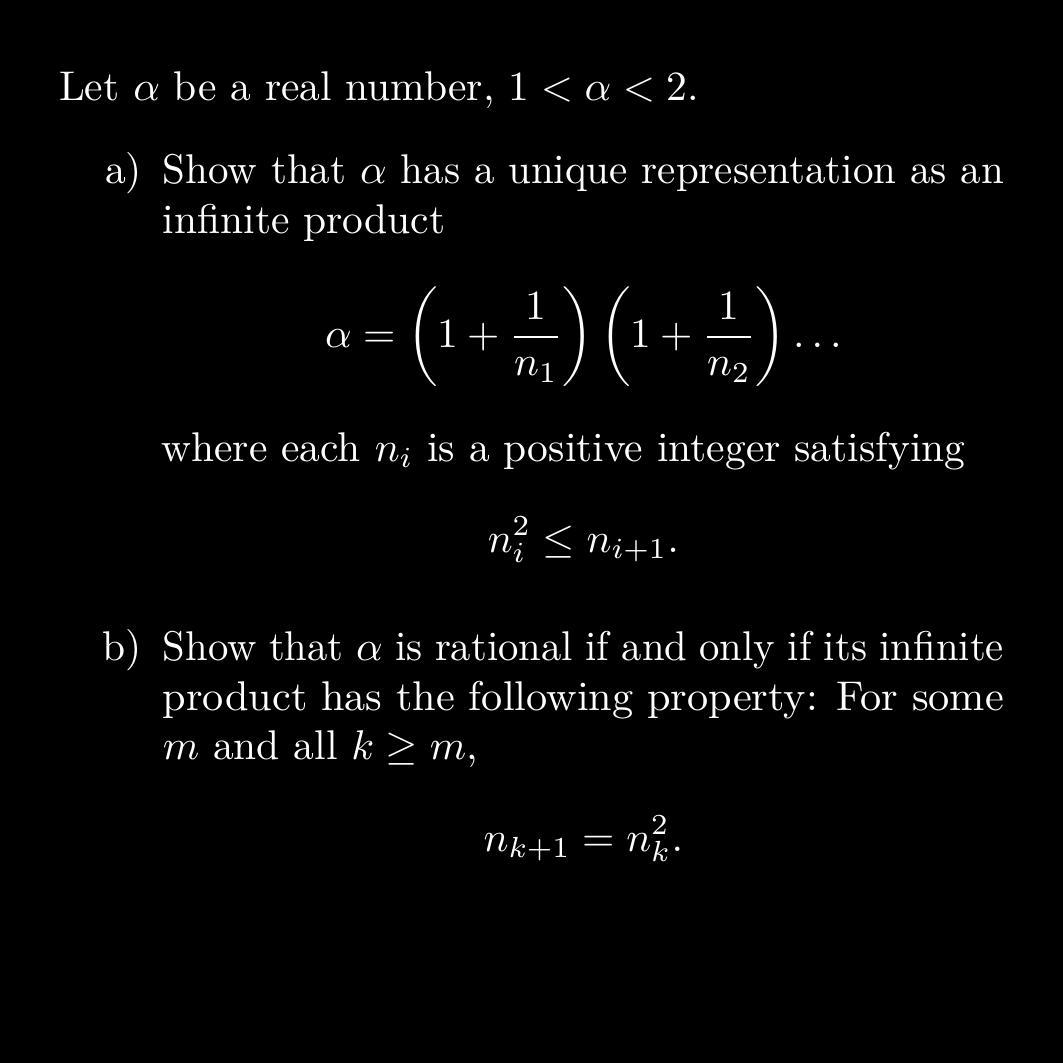 Let α be a real number, 1 < α < 2.
a) Show that α has a unique representation as an
infinite product
α = (1 + 1/n₁) (1 + 1/n₂) ...
where each nᵢ is a positive integer satisfying
nᵢ² ≤ nᵢ₊₁.
b) Show that α is rational if and only if its infinite
product has the following property: For some
m and all k ≥ m,
nₖ₊₁ = nₖ².